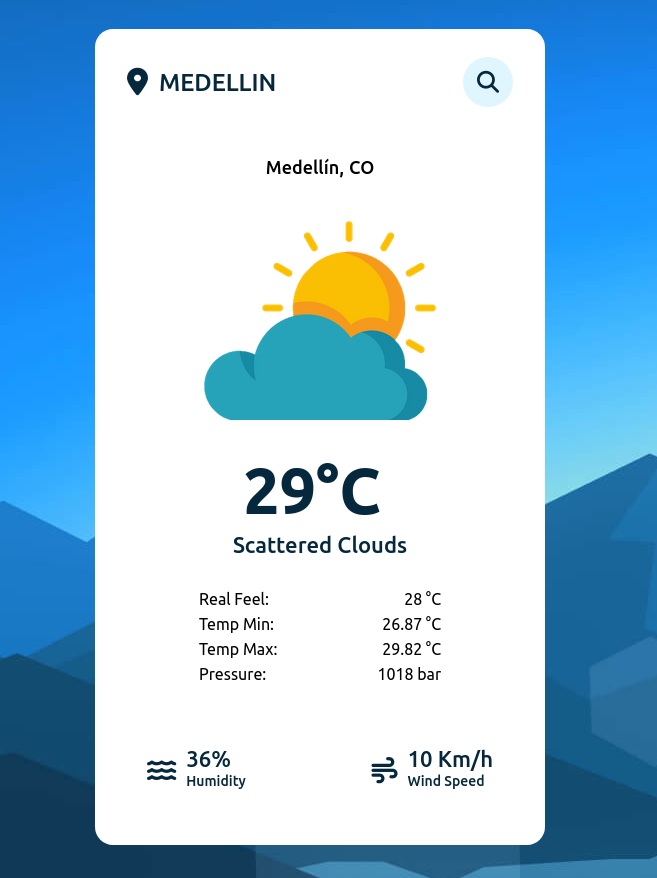 MEDELLIN
Medellín, CO
29°C
Scattered Clouds
Real Feel: 28 °C
Temp Min: 26.87 °C
Temp Max: 29.82 °C
Pressure: 1018 bar
36%
Humidity
10 Km/h
Wind Speed